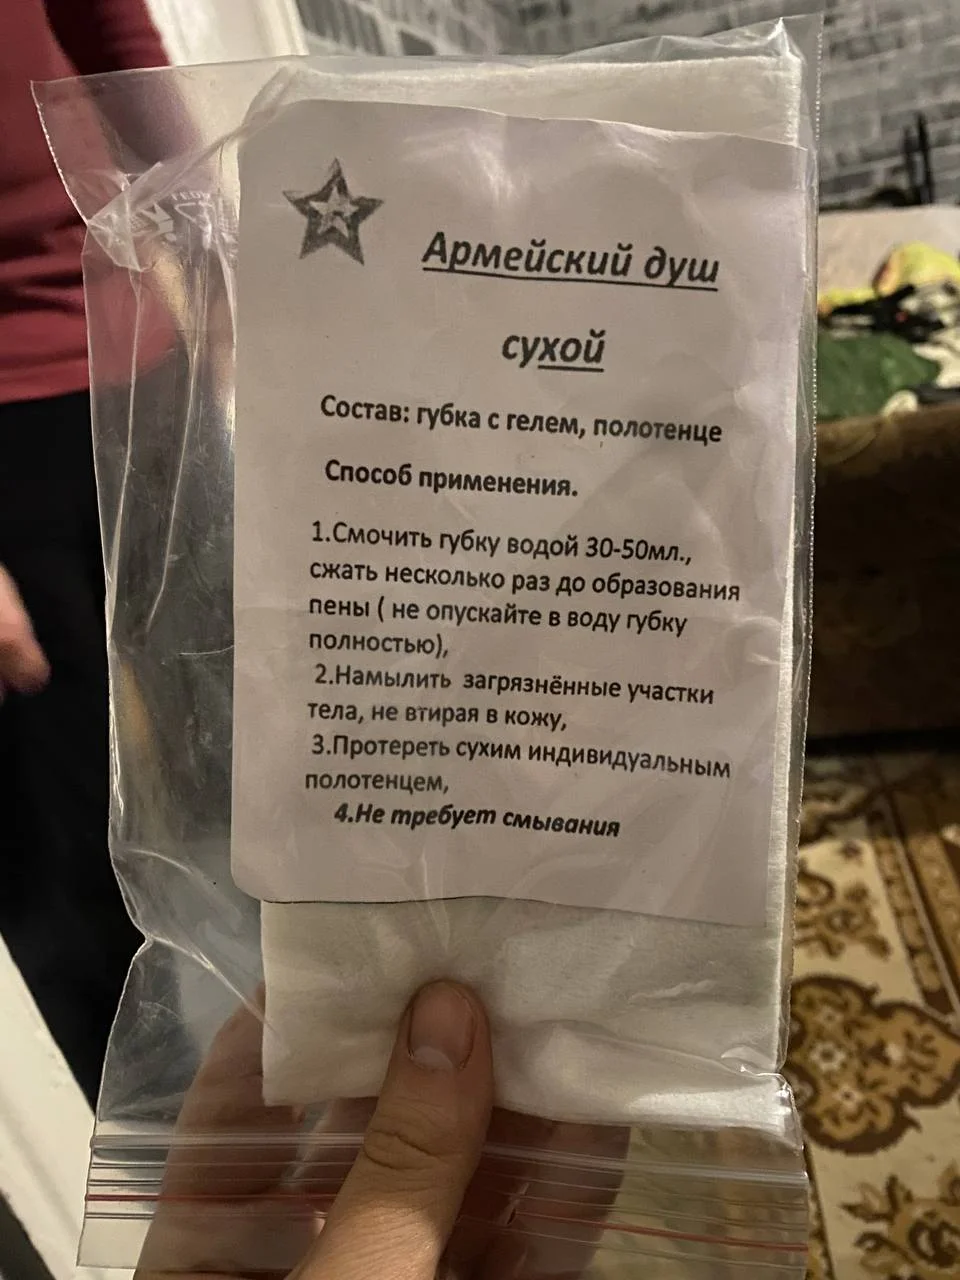 Армейский душ
сухой
Состав: губка с гелем, полотенце
Способ применения.
1.Смочить губку водой 30-50мл.,
сжать несколько раз до образования
пены ( не опускайте в воду губку
полностью),
2.Намылить загрязнённые участки
тела, не втирая в кожу,
3.Протереть сухим индивидуальным
полотенцем,
4.Не требует смывания